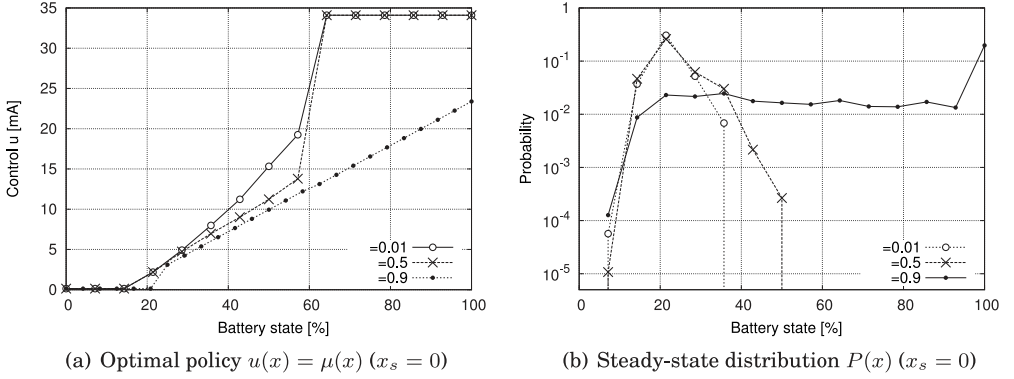 35
30
25
20
15
10
5
0
Control u [mA]
0 20 40 60 80 100
Battery state [%]
=0.01
=0.5
=0.9
(a) Optimal policy u(x) = μ(x) (x_s = 0)
1
10^-1
10^-2
10^-3
10^-4
10^-5
Probability
0 20 40 60 80 100
Battery state [%]
=0.01
=0.5
=0.9
(b) Steady-state distribution P(x) (x_s = 0)